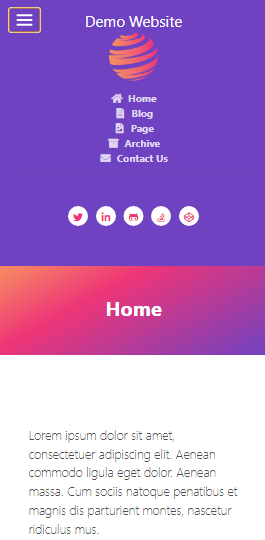 Demo Website
Home
Blog
Page
Archive
Contact Us
Home
Lorem ipsum dolor sit amet,
consectetuer adipiscing elit. Aenean
commodo ligula eget dolor. Aenean
massa. Cum sociis natoque penatibus et
magnis dis parturient montes, nascetur
ridiculus mus.